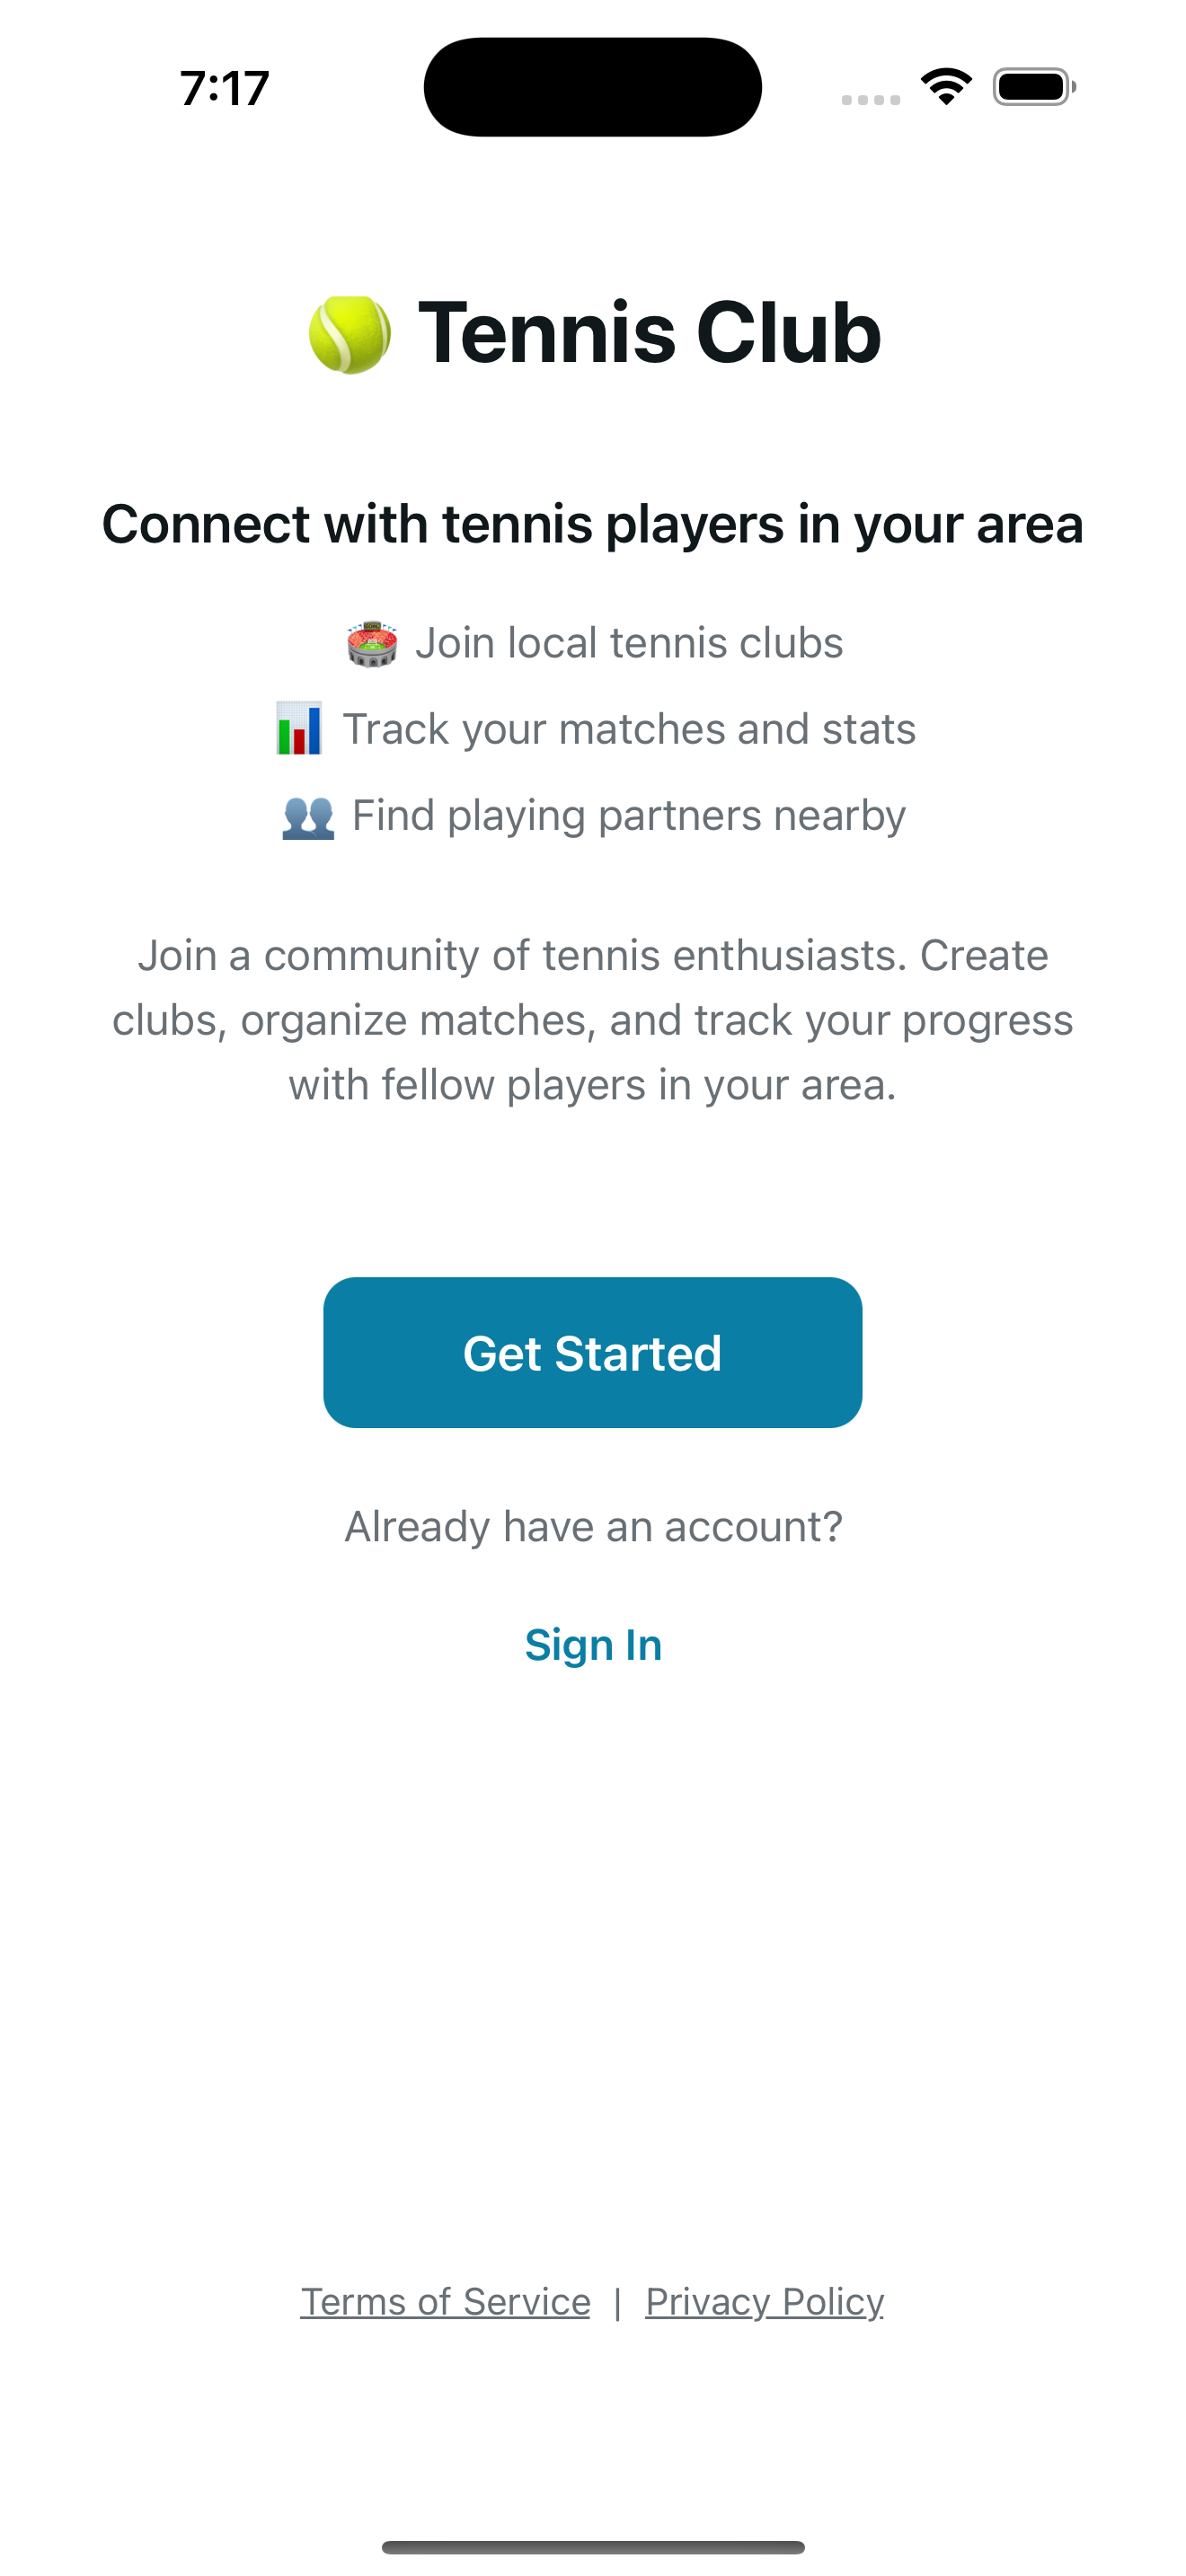 7:17
🎾 Tennis Club
Connect with tennis players in your area
🏟️ Join local tennis clubs
📊 Track your matches and stats
👥 Find playing partners nearby
Join a community of tennis enthusiasts. Create
clubs, organize matches, and track your progress
with fellow players in your area.
Get Started
Already have an account?
Sign In
Terms of Service | Privacy Policy